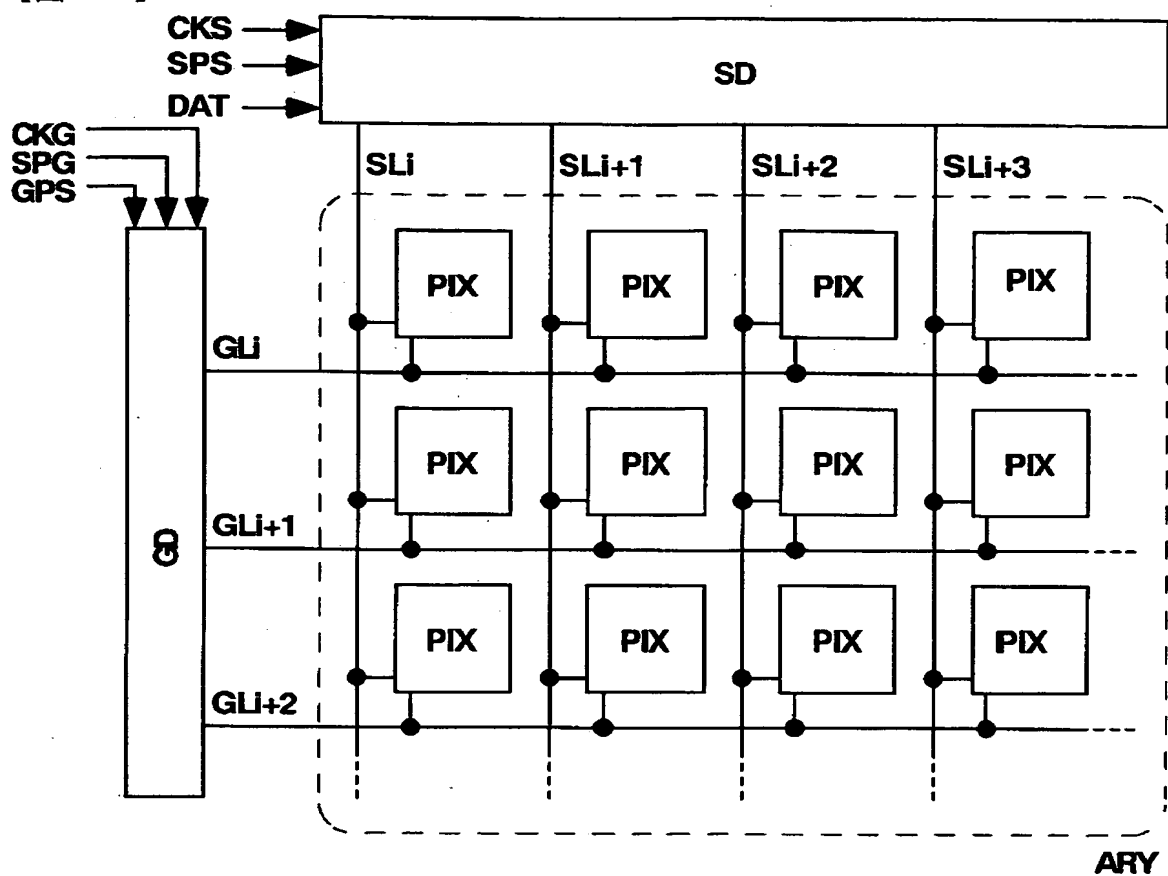 CKS
SPS
DAT
SD
CKG
SPG
GPS
SLi
SLi+1
SLi+2
SLi+3
PIX
PIX
PIX
PIX
GLi
PIX
PIX
PIX
PIX
GLi+1
GD
PIX
PIX
PIX
PIX
GLi+2
ARY